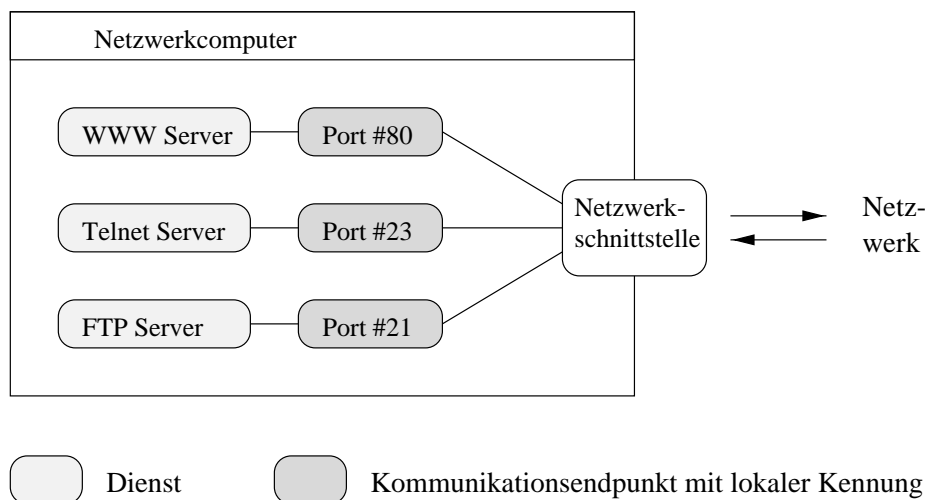 Netzwerkcomputer
WWW Server
Port #80
Telnet Server
Port #23
FTP Server
Port #21
Netzwerk-
schnittstelle
Netz-
werk
Dienst
Kommunikationsendpunkt mit lokaler Kennung